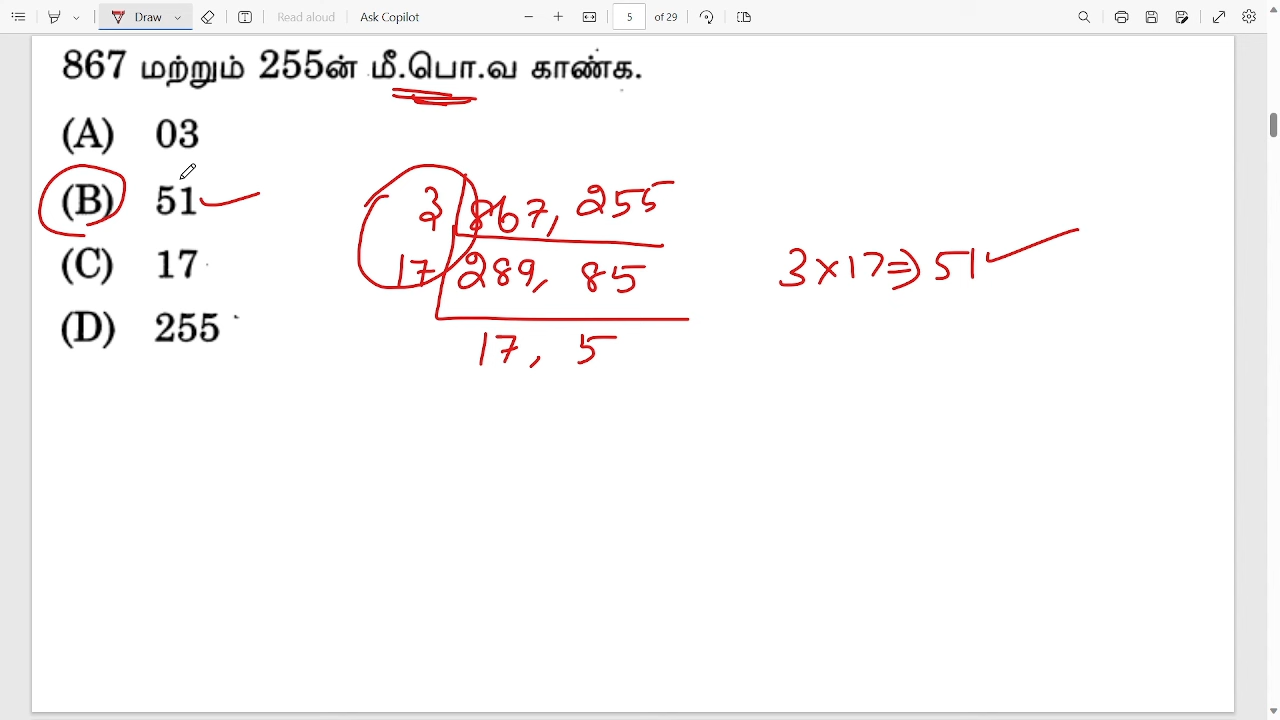 Draw
Read aloud
Ask Copilot
5
of 29
867 மற்றும் 255ன் மீ.பொ.வ காண்க.
(A) 03
(B) 51
(C) 17
(D) 255
3 867, 255
17 289, 85
17, 5
3×17⇒51